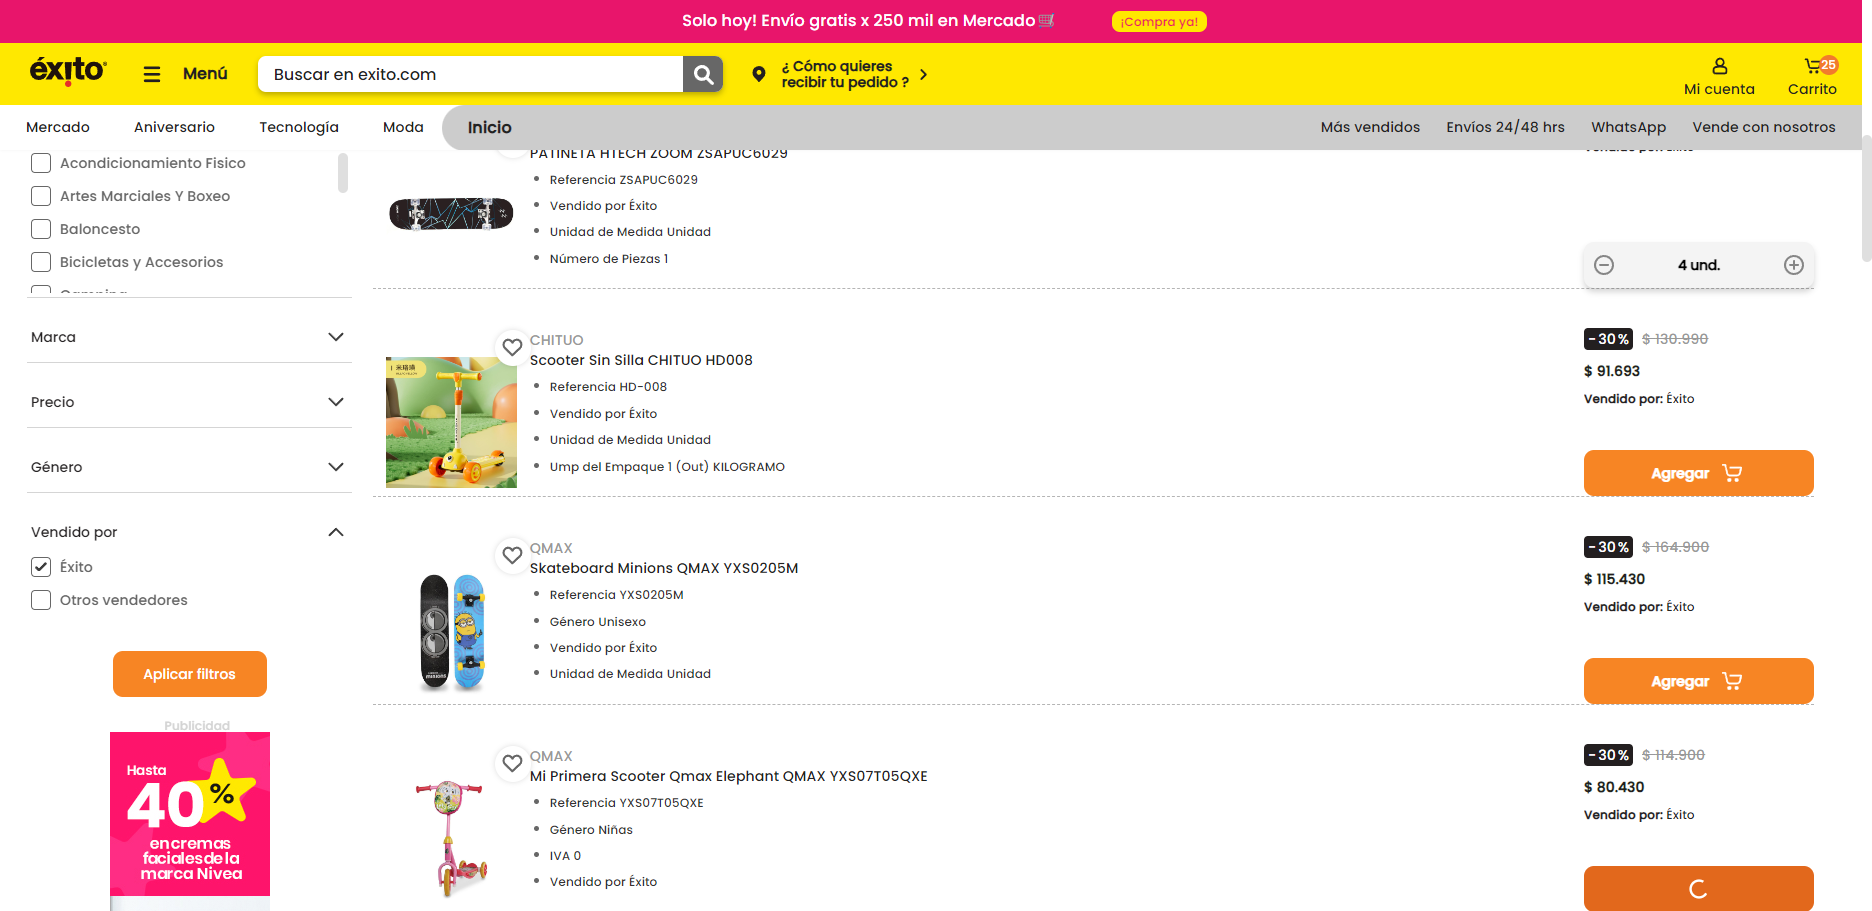 Solo hoy! Envío gratis x 250 mil en Mercado
¡Compra ya!
éxito
Menú
Buscar en exito.com
¿ Cómo quieres
recibir tu pedido ?
Mi cuenta
25
Carrito
Mercado
Aniversario
Tecnología
Moda
Inicio
Más vendidos
Envíos 24/48 hrs
WhatsApp
Vende con nosotros
Acondicionamiento Fisico
Artes Marciales Y Boxeo
Baloncesto
Bicicletas y Accesorios
Camping
Marca
Precio
Género
Vendido por
Éxito
Otros vendedores
Aplicar filtros
Publicidad
Hasta
40%
en cremas
faciales de la
marca Nivea
PATINETA HTECH ZOOM ZSAPUC6029
Referencia ZSAPUC6029
Vendido por Éxito
Unidad de Medida Unidad
Número de Piezas 1
Vendido por: Éxito
4 und.
CHITUO
Scooter Sin Silla CHITUO HD008
Referencia HD-008
Vendido por Éxito
Unidad de Medida Unidad
Ump del Empaque 1 (Out) KILOGRAMO
-30%
$ 130.990
$ 91.693
Vendido por: Éxito
Agregar
QMAX
Skateboard Minions QMAX YXS0205M
Referencia YXS0205M
Género Unisexo
Vendido por Éxito
Unidad de Medida Unidad
-30%
$ 164.900
$ 115.430
Vendido por: Éxito
Agregar
QMAX
Mi Primera Scooter Qmax Elephant QMAX YXS07T05QXE
Referencia YXS07T05QXE
Género Niñas
IVA 0
Vendido por Éxito
-30%
$ 114.900
$ 80.430
Vendido por: Éxito